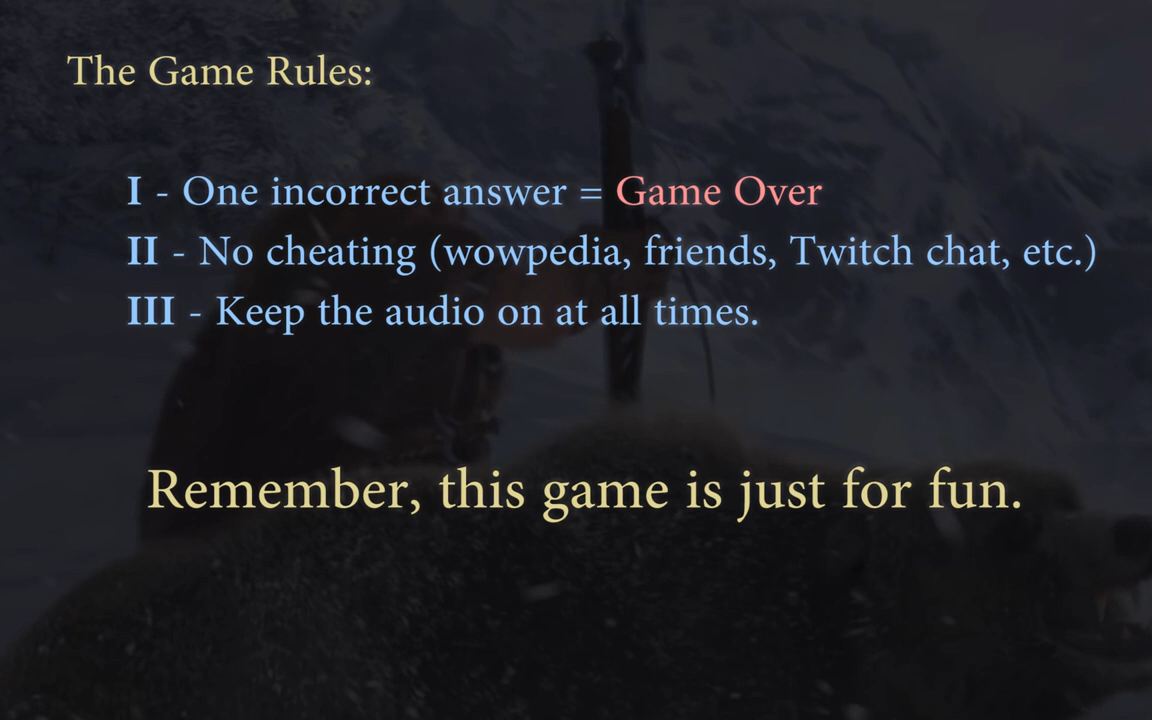 The Game Rules:
I - One incorrect answer = Game Over
II - No cheating (wowpedia, friends, Twitch chat, etc.)
III - Keep the audio on at all times.
Remember, this game is just for fun.